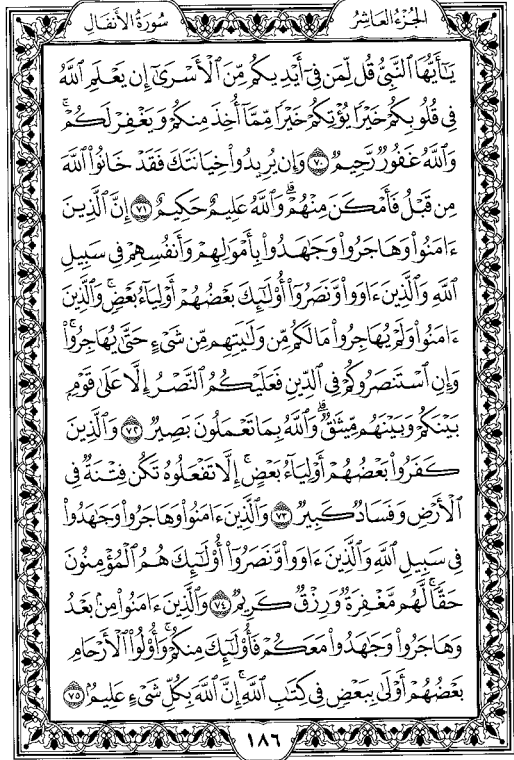 الجزء العاشر
سورة الأنفال
يَٰٓأَيُّهَا ٱلنَّبِيُّ قُل لِّمَن فِىٓ أَيْدِيكُم مِّنَ ٱلْأَسْرَىٰٓ إِن يَعْلَمِ ٱللَّهُ
فِى قُلُوبِكُمْ خَيْرًا يُؤْتِكُمْ خَيْرًا مِّمَّآ أُخِذَ مِنكُمْ وَيَغْفِرْ لَكُمْ ۗ
وَٱللَّهُ غَفُورٌ رَّحِيمٌ ٧٠ وَإِن يُرِيدُوا۟ خِيَانَتَكَ فَقَدْ خَانُوا۟ ٱللَّهَ
مِن قَبْلُ فَأَمْكَنَ مِنْهُمْ ۗ وَٱللَّهُ عَلِيمٌ حَكِيمٌ ٧١ إِنَّ ٱلَّذِينَ
ءَامَنُوا۟ وَهَاجَرُوا۟ وَجَٰهَدُوا۟ بِأَمْوَٰلِهِمْ وَأَنفُسِهِمْ فِى سَبِيلِ
ٱللَّهِ وَٱلَّذِينَ ءَاوَوا۟ وَّنَصَرُوٓا۟ أُو۟لَٰٓئِكَ بَعْضُهُمْ أَوْلِيَآءُ بَعْضٍ ۚ وَٱلَّذِينَ
ءَامَنُوا۟ وَلَمْ يُهَاجِرُوا۟ مَا لَكُم مِّن وَلَٰيَتِهِم مِّن شَىْءٍ حَتَّىٰ يُهَاجِرُوا۟ ۚ
وَإِنِ ٱسْتَنصَرُوكُمْ فِى ٱلدِّينِ فَعَلَيْكُمُ ٱلنَّصْرُ إِلَّا عَلَىٰ قَوْمٍۭ
بَيْنَكُمْ وَبَيْنَهُم مِّيثَٰقٌ ۗ وَٱللَّهُ بِمَا تَعْمَلُونَ بَصِيرٌ ٧٢ وَٱلَّذِينَ
كَفَرُوا۟ بَعْضُهُمْ أَوْلِيَآءُ بَعْضٍ ۚ إِلَّا تَفْعَلُوهُ تَكُن فِتْنَةٌ فِى
ٱلْأَرْضِ وَفَسَادٌ كَبِيرٌ ٧٣ وَٱلَّذِينَ ءَامَنُوا۟ وَهَاجَرُوا۟ وَجَٰهَدُوا۟
فِى سَبِيلِ ٱللَّهِ وَٱلَّذِينَ ءَاوَوا۟ وَّنَصَرُوٓا۟ أُو۟لَٰٓئِكَ هُمُ ٱلْمُؤْمِنُونَ
حَقًّا ۚ لَّهُم مَّغْفِرَةٌ وَرِزْقٌ كَرِيمٌ ٧٤ وَٱلَّذِينَ ءَامَنُوا۟ مِنۢ بَعْدُ
وَهَاجَرُوا۟ وَجَٰهَدُوا۟ مَعَكُمْ فَأُو۟لَٰٓئِكَ مِنكُمْ ۚ وَأُو۟لُوا۟ ٱلْأَرْحَامِ
بَعْضُهُمْ أَوْلَىٰ بِبَعْضٍ فِى كِتَٰبِ ٱللَّهِ ۗ إِنَّ ٱللَّهَ بِكُلِّ شَىْءٍ عَلِيمٌۢ ٧٥
١٨٦